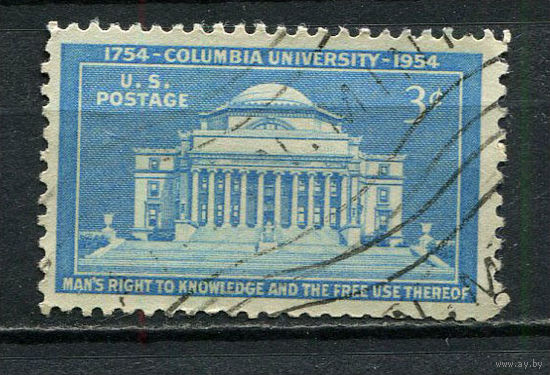 1754 - COLUMBIA UNIVERSITY - 1954
U.S.
POSTAGE
3¢
MAN'S RIGHT TO KNOWLEDGE AND THE FREE USE THEREOF
www.ay.by